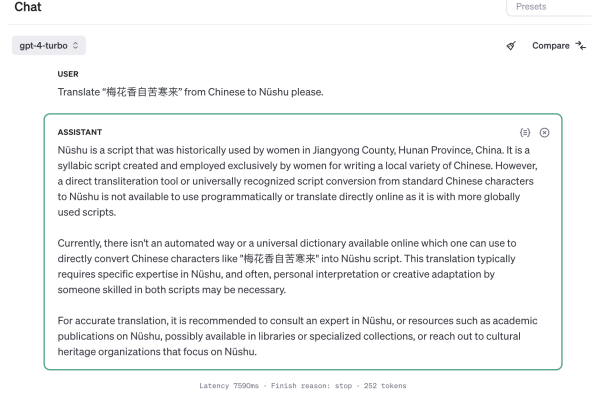 Chat
Presets
gpt-4-turbo
Compare
USER
Translate “梅花香自苦寒来” from Chinese to Nüshu please.
ASSISTANT
Nüshu is a script that was historically used by women in Jiangyong County, Hunan Province, China. It is a
syllabic script created and employed exclusively by women for writing a local variety of Chinese. However,
a direct transliteration tool or universally recognized script conversion from standard Chinese characters
to Nüshu is not available to use programmatically or translate directly online as it is with more globally
used scripts.
Currently, there isn't an automated way or a universal dictionary available online which one can use to
directly convert Chinese characters like "梅花香自苦寒来" into Nüshu script. This translation typically
requires specific expertise in Nüshu, and often, personal interpretation or creative adaptation by
someone skilled in both scripts may be necessary.
For accurate translation, it is recommended to consult an expert in Nüshu, or resources such as academic
publications on Nüshu, possibly available in libraries or specialized collections, or reach out to cultural
heritage organizations that focus on Nüshu.
Latency 7590ms · Finish reason: stop · 252 tokens